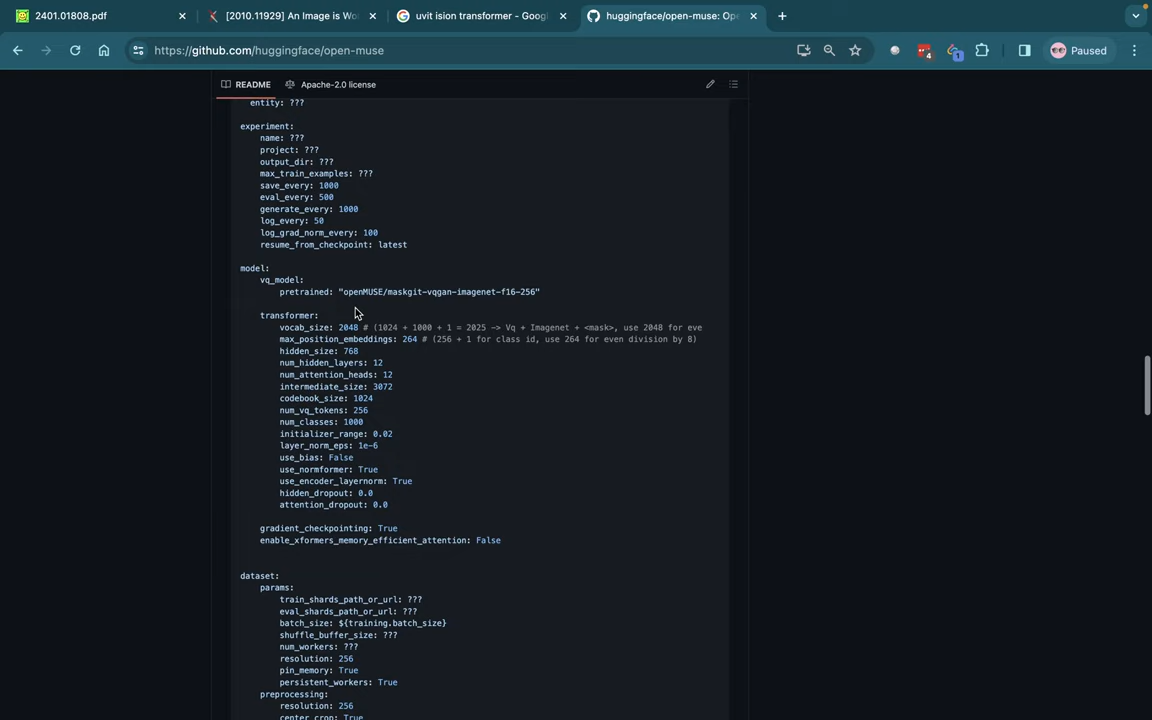 2401.01808.pdf
[2010.11929] An Image is Wo
uvit ision transformer - Googl
huggingface/open-muse: Ope
https://github.com/huggingface/open-muse
4
1
Paused
README
Apache-2.0 license
entity: ???
experiment:
name: ???
project: ???
output_dir: ???
max_train_examples: ???
save_every: 1000
eval_every: 500
generate_every: 1000
log_every: 50
log_grad_norm_every: 100
resume_from_checkpoint: latest
model:
vq_model:
pretrained: "openMUSE/maskgit-vqgan-imagenet-f16-256"
transformer:
vocab_size: 2048 # (1024 + 1000 + 1 = 2025 -> Vq + Imagenet + <mask>, use 2048 for eve
max_position_embeddings: 264 # (256 + 1 for class id, use 264 for even division by 8)
hidden_size: 768
num_hidden_layers: 12
num_attention_heads: 12
intermediate_size: 3072
codebook_size: 1024
num_vq_tokens: 256
num_classes: 1000
initializer_range: 0.02
layer_norm_eps: 1e-6
use_bias: False
use_normformer: True
use_encoder_layernorm: True
hidden_dropout: 0.0
attention_dropout: 0.0
gradient_checkpointing: True
enable_xformers_memory_efficient_attention: False
dataset:
params:
train_shards_path_or_url: ???
eval_shards_path_or_url: ???
batch_size: ${training.batch_size}
shuffle_buffer_size: ???
num_workers: ???
resolution: 256
pin_memory: True
persistent_workers: True
preprocessing:
resolution: 256
center_crop: True